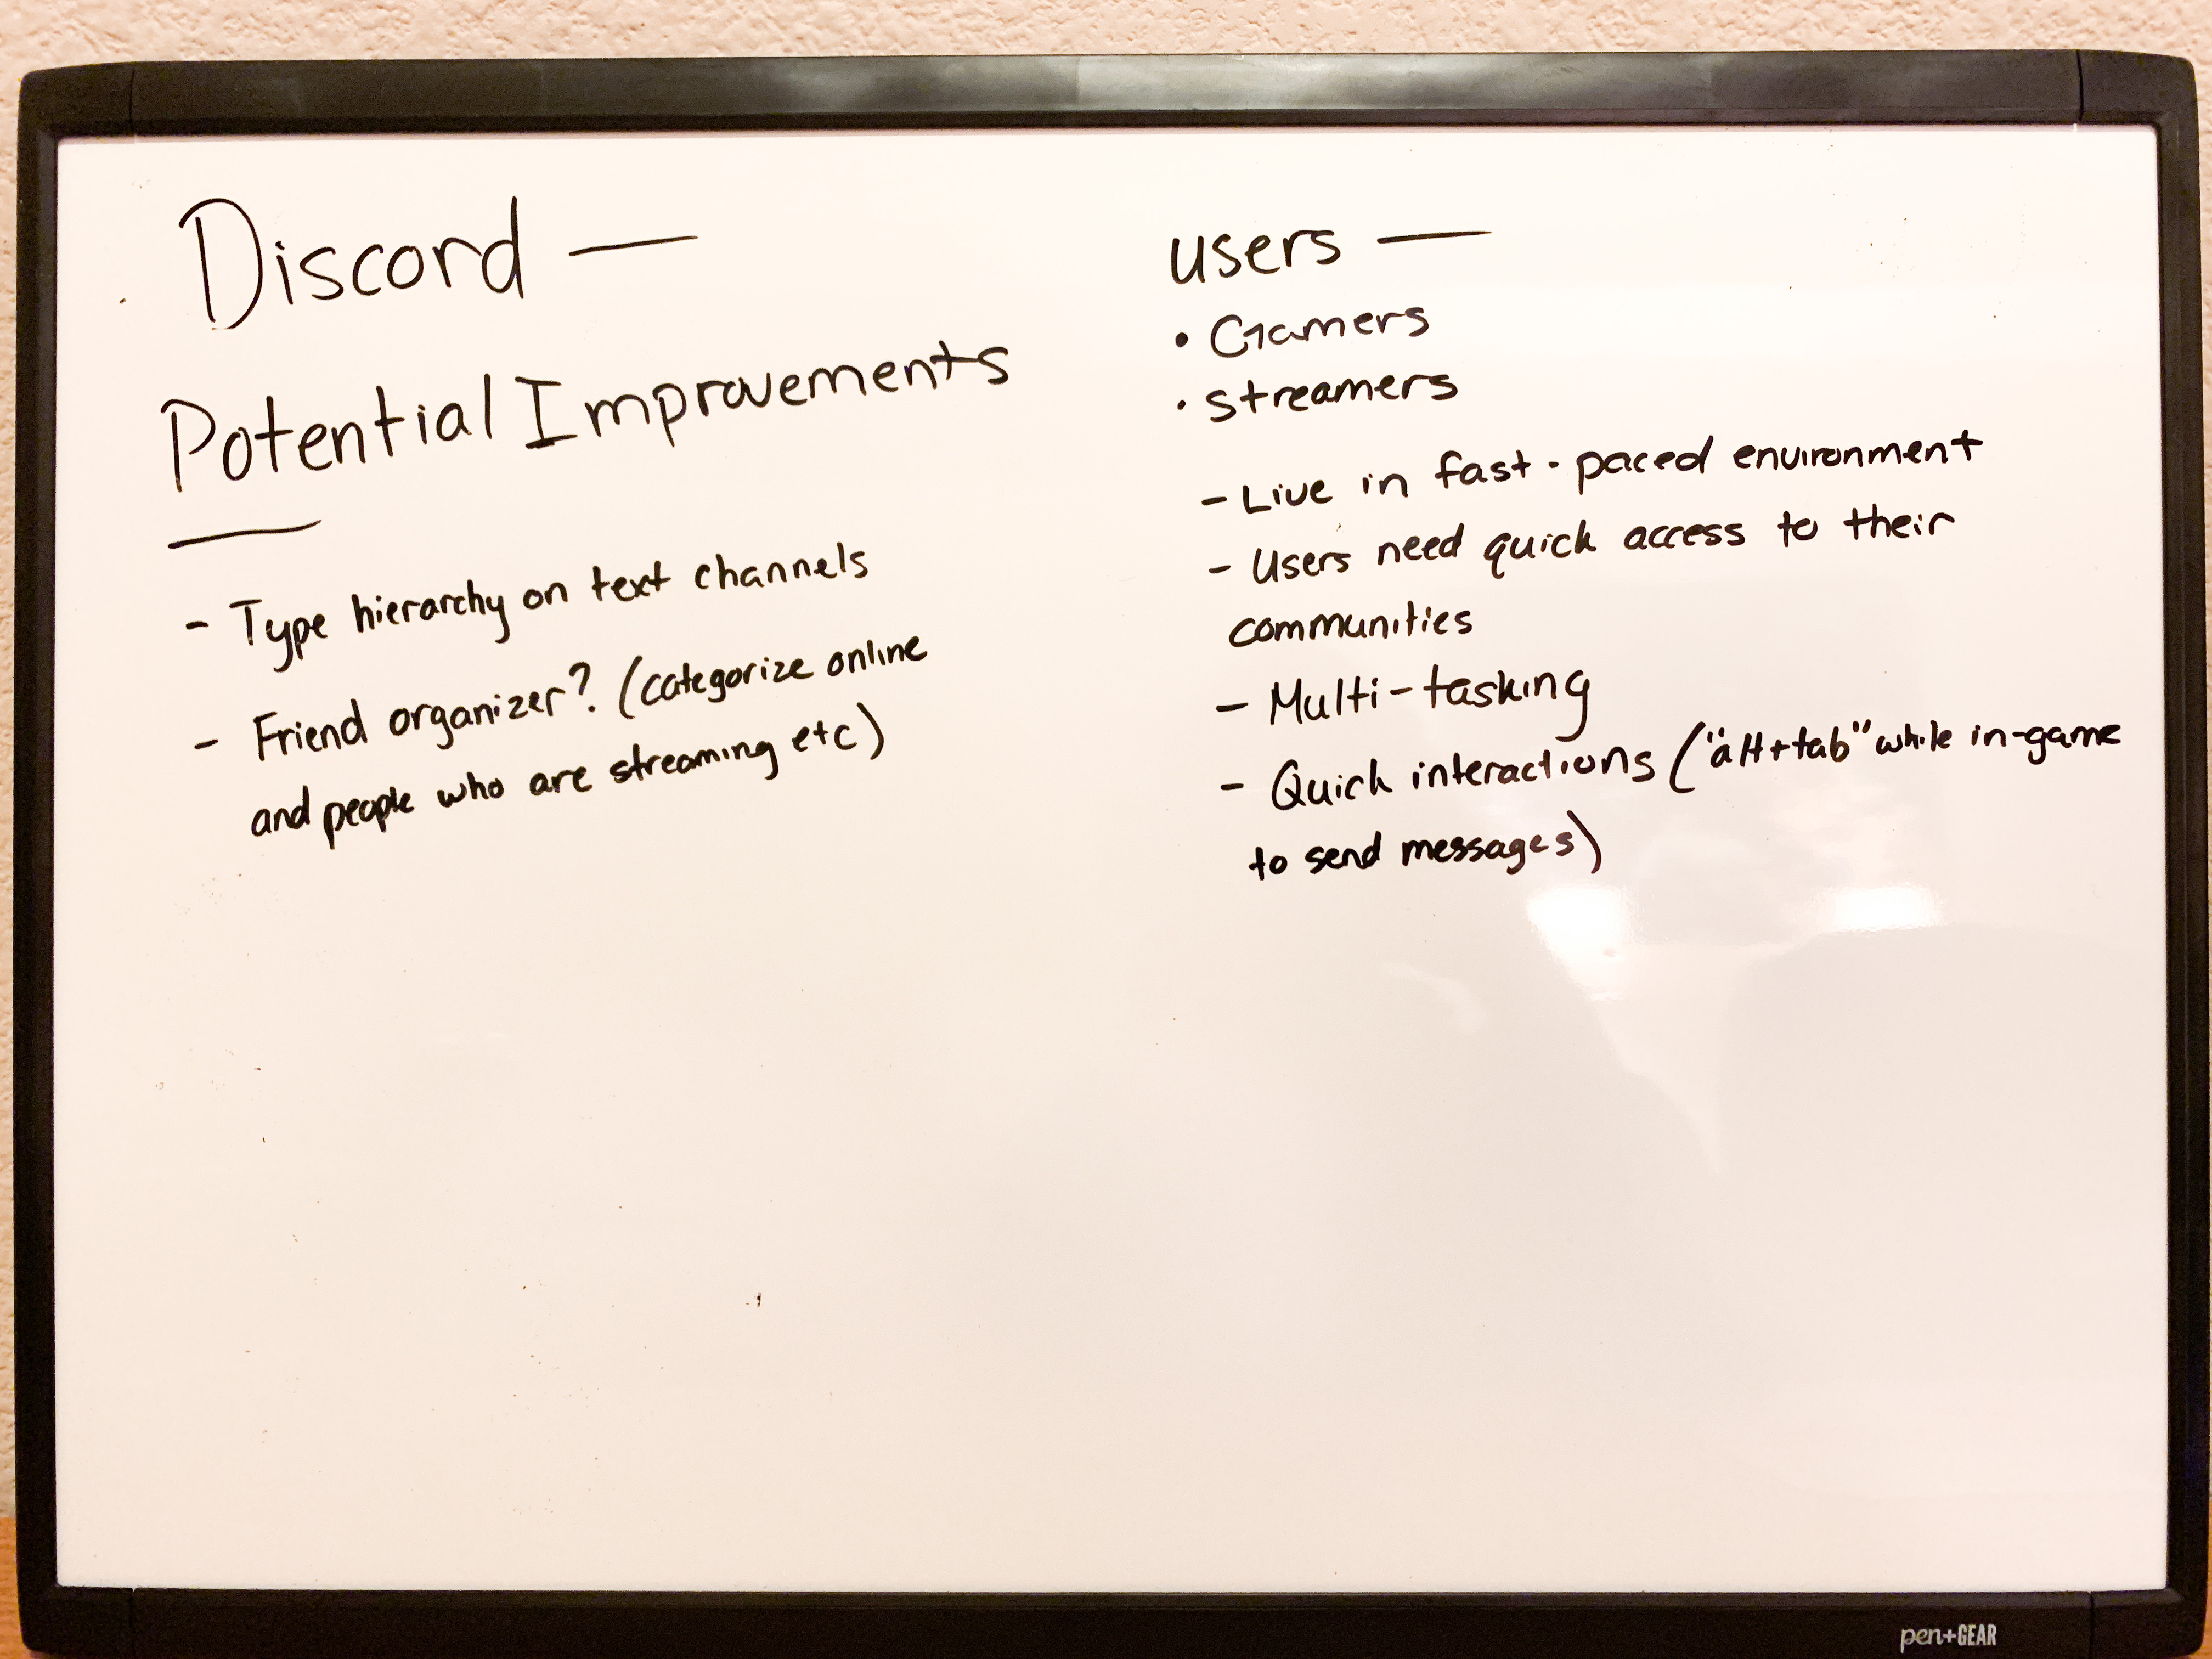 Discord —
Potential Improvements
—
- Type hierarchy on text channels
- Friend organizer? (categorize online
and people who are streaming etc)
users —
• Gamers
• streamers
- Live in fast-paced environment
- Users need quick access to their
communities
- Multi-tasking
- Quick interactions ("alt+tab" while in-game
to send messages)
pen+GEAR